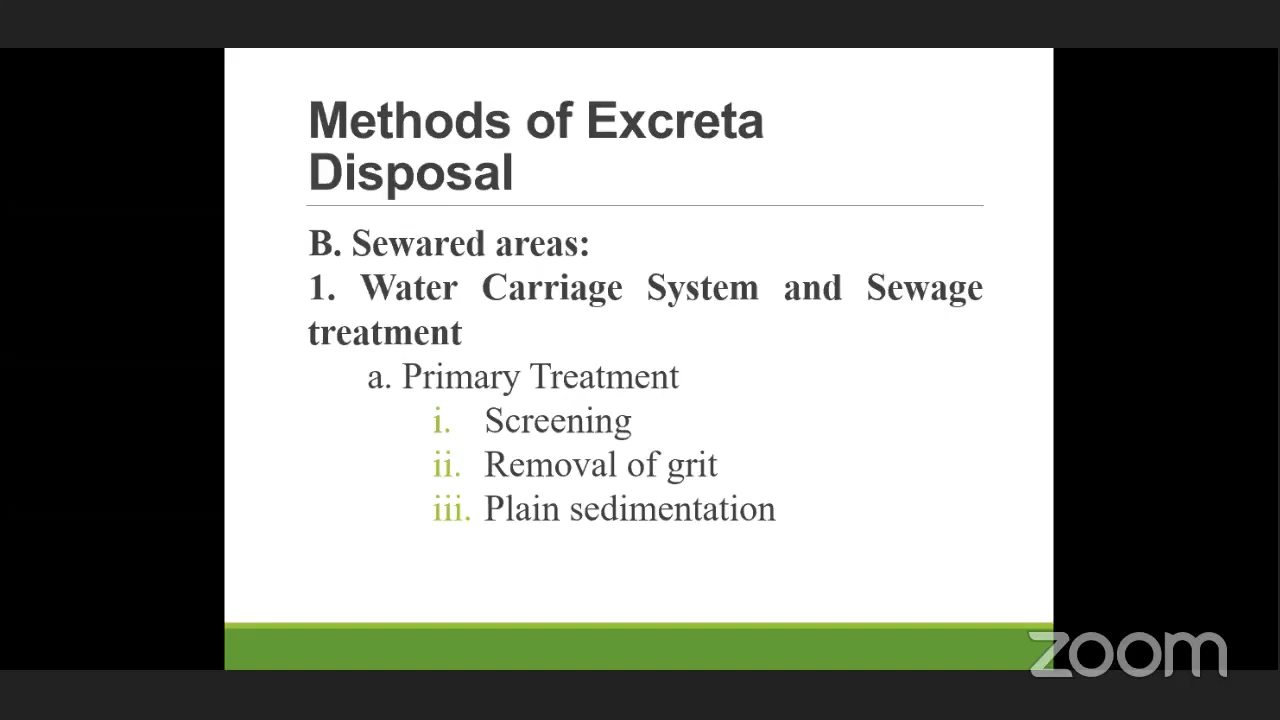 Methods of Excreta
Disposal
B. Sewared areas:
1. Water Carriage System and Sewage
treatment
a. Primary Treatment
i. Screening
ii. Removal of grit
iii. Plain sedimentation
zoom